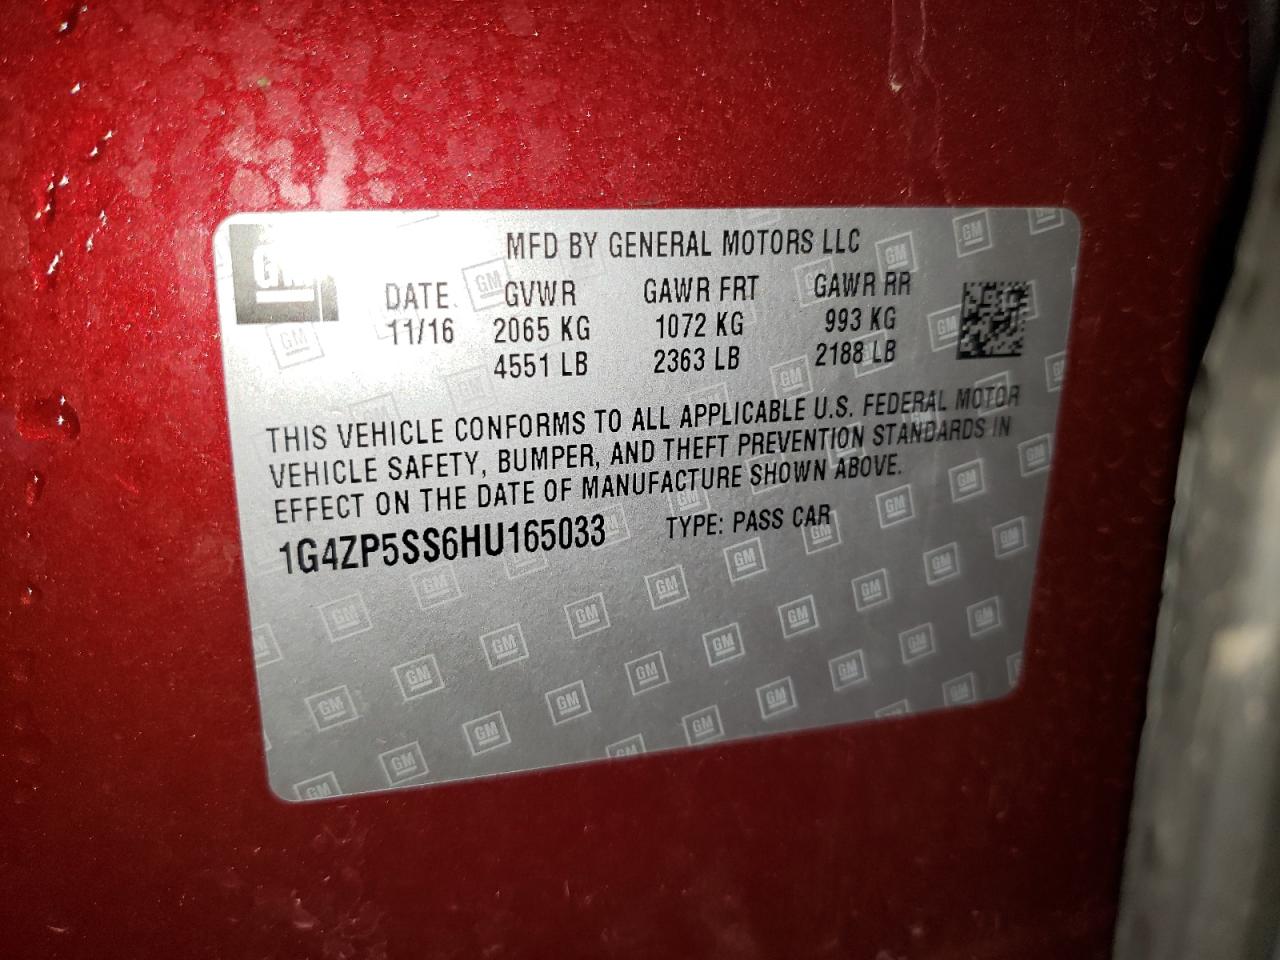 GM
MFD BY GENERAL MOTORS LLC
DATE GVWR GAWR FRT GAWR RR
11/16 2065 KG 1072 KG 993 KG
4551 LB 2363 LB 2188 LB
THIS VEHICLE CONFORMS TO ALL APPLICABLE U.S. FEDERAL MOTOR
VEHICLE SAFETY, BUMPER, AND THEFT PREVENTION STANDARDS IN
EFFECT ON THE DATE OF MANUFACTURE SHOWN ABOVE.
1G4ZP5SS6HU165033 TYPE: PASS CAR